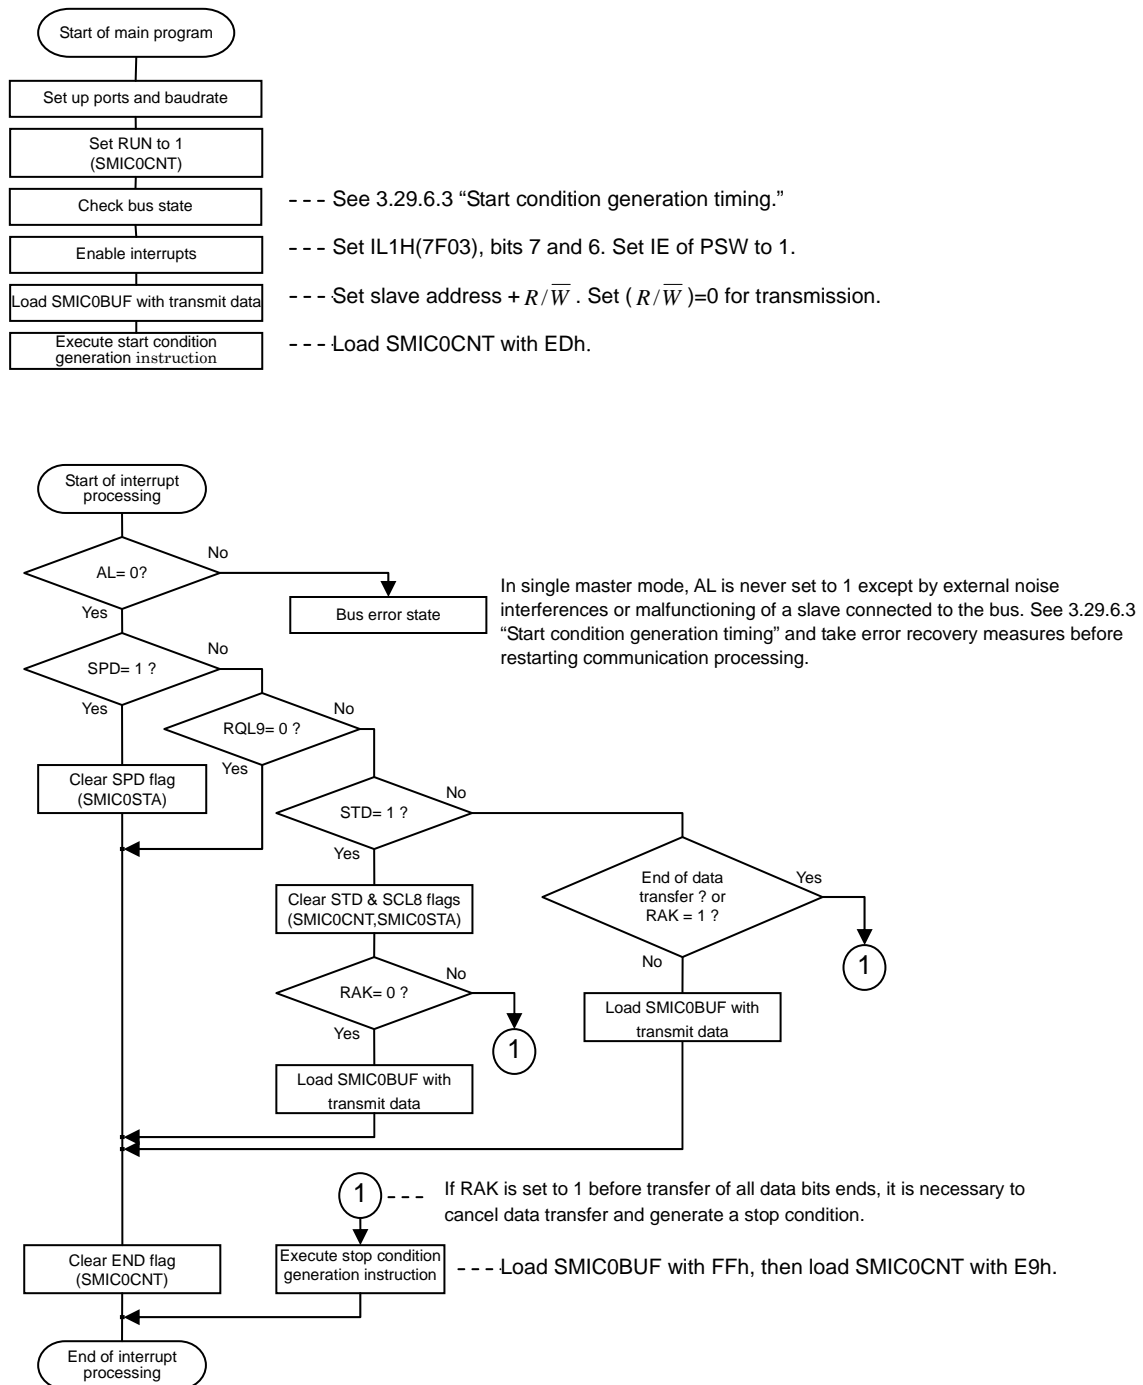 Start of main program
Set up ports and baudrate
Set RUN to 1
(SMIC0CNT)
Check bus state
--- See 3.29.6.3 “Start condition generation timing.”
Enable interrupts
--- Set IL1H(7F03), bits 7 and 6. Set IE of PSW to 1.
Load SMIC0BUF with transmit data
--- Set slave address + R/W̅ . Set ( R/W̅ )=0 for transmission.
Execute start condition
generation instruction
--- Load SMIC0CNT with EDh.
Start of interrupt
processing
AL= 0?
No
Yes
Bus error state
In single master mode, AL is never set to 1 except by external noise
interferences or malfunctioning of a slave connected to the bus. See 3.29.6.3
“Start condition generation timing” and take error recovery measures before
restarting communication processing.
SPD= 1 ?
No
Yes
RQL9= 0 ?
No
Yes
Clear SPD flag
(SMIC0STA)
STD= 1 ?
No
Yes
End of data
transfer ? or
RAK = 1 ?
Yes
No
1
Clear STD & SCL8 flags
(SMIC0CNT,SMIC0STA)
RAK= 0 ?
No
Yes
1
Load SMIC0BUF with
transmit data
Load SMIC0BUF with
transmit data
1
--- If RAK is set to 1 before transfer of all data bits ends, it is necessary to
cancel data transfer and generate a stop condition.
Clear END flag
(SMIC0CNT)
Execute stop condition
generation instruction
--- Load SMIC0BUF with FFh, then load SMIC0CNT with E9h.
End of interrupt
processing